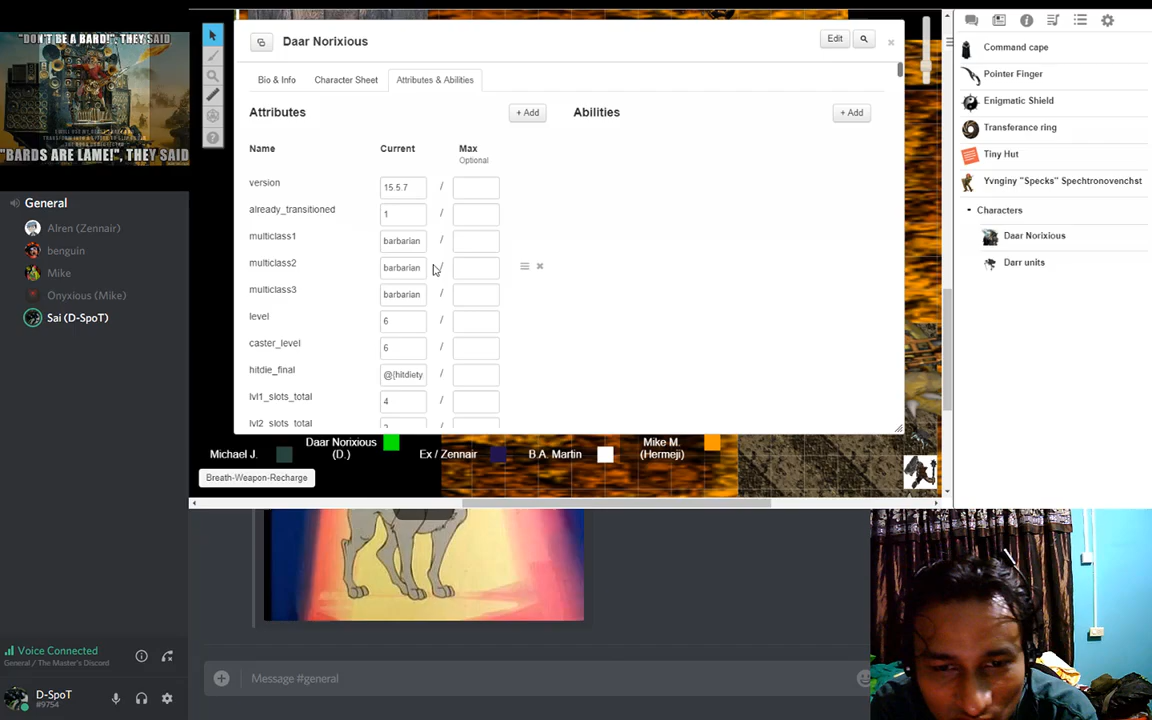 "DON'T BE A BARD!", THEY SAID
"BARDS ARE LAME!", THEY SAID
General
Alren (Zennair)
benguin
Mike
Onyxious (Mike)
Sai (D-SpoT)
Voice Connected
General / The Master's Discord
D-SpoT
#9754
Daar Norixious
Edit
Bio & Info
Character Sheet
Attributes & Abilities
Attributes
+ Add
Abilities
+ Add
Name
Current
Max
Optional
version
15.5.7
/
already_transitioned
1
/
multiclass1
barbarian
/
multiclass2
barbarian
/
multiclass3
barbarian
/
level
6
/
caster_level
6
/
hitdie_final
@{hitdiety
/
lvl1_slots_total
4
/
lvl2_slots_total
Michael J.
Daar Norixious
(D.)
Ex / Zennair
B.A. Martin
Mike M.
(Hermeji)
Breath-Weapon-Recharge
Message #general
Command cape
Pointer Finger
Enigmatic Shield
Transferance ring
Tiny Hut
Yvnginy "Specks" Spechtronovenchst
Characters
Daar Norixious
Darr units